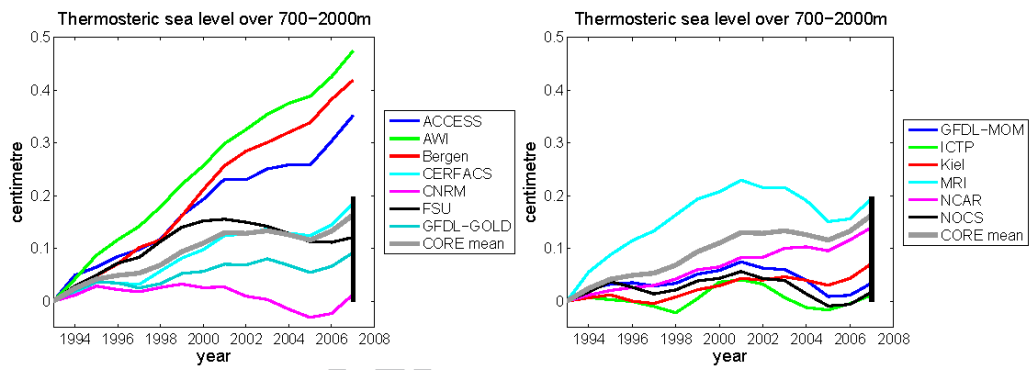 Thermosteric sea level over 700-2000m
0.5
0.4
0.3
0.2
0.1
0
centimetre
1994 1996 1998 2000 2002 2004 2006 2008
year
ACCESS
AWI
Bergen
CERFACS
CNRM
FSU
GFDL-GOLD
CORE mean
Thermosteric sea level over 700-2000m
0.5
0.4
0.3
0.2
0.1
0
centimetre
1994 1996 1998 2000 2002 2004 2006 2008
year
GFDL-MOM
ICTP
Kiel
MRI
NCAR
NOCS
CORE mean